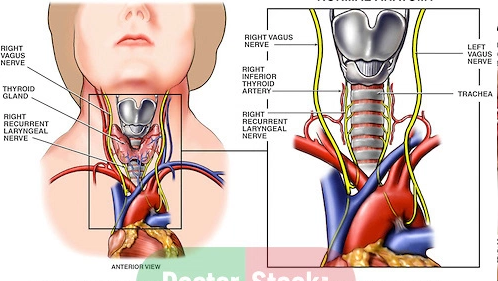 RIGHT
VAGUS
NERVE
THYROID
GLAND
RIGHT
RECURRENT
LARYNGEAL
NERVE
ANTERIOR VIEW
RIGHT VAGUS
NERVE
RIGHT
INFERIOR
THYROID
ARTERY
RIGHT
RECURRENT
LARYNGEAL
NERVE
LEFT
VAGUS
NERVE
TRACHEA